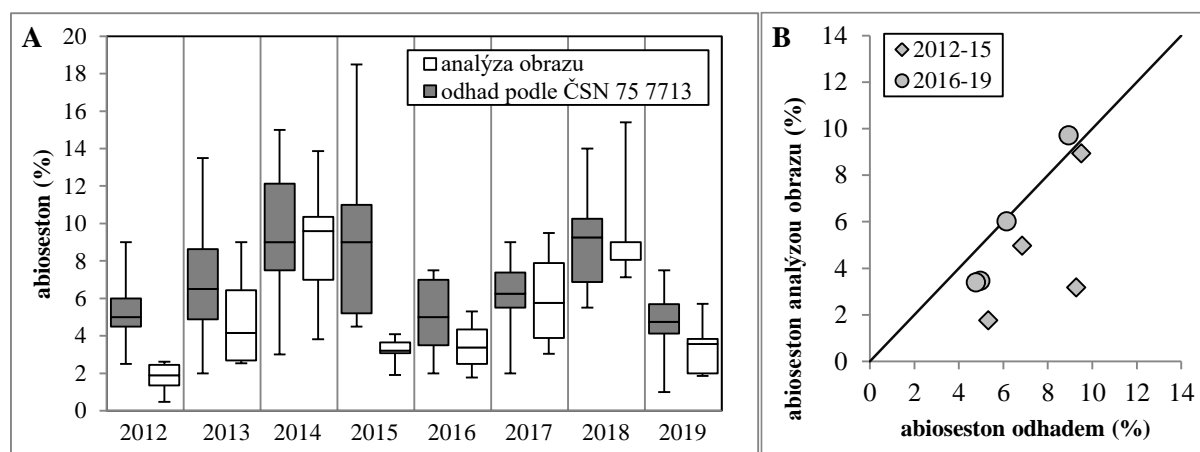 A
abioseston (%)
20
18
16
14
12
10
8
6
4
2
0
analýza obrazu
odhad podle ČSN 75 7713
2012 2013 2014 2015 2016 2017 2018 2019
B
abioseston analýzou obrazu (%)
14
12
10
8
6
4
2
0
2012-15
2016-19
0 2 4 6 8 10 12 14
abioseston odhadem (%)